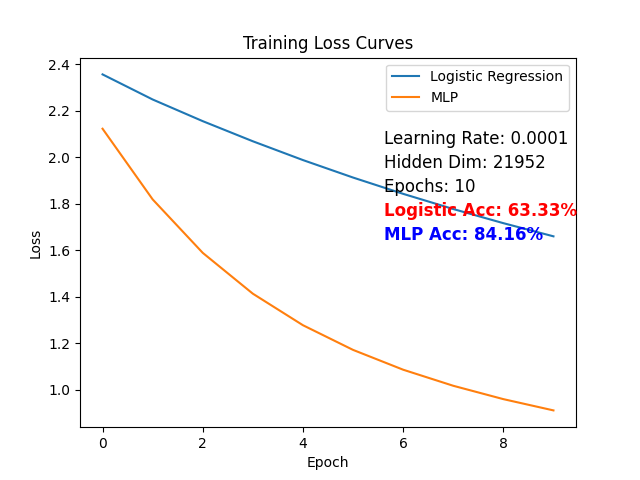 Training Loss Curves
Logistic Regression
MLP
Learning Rate: 0.0001
Hidden Dim: 21952
Epochs: 10
Logistic Acc: 63.33%
MLP Acc: 84.16%
Loss
2.4
2.2
2.0
1.8
1.6
1.4
1.2
1.0
0 2 4 6 8
Epoch